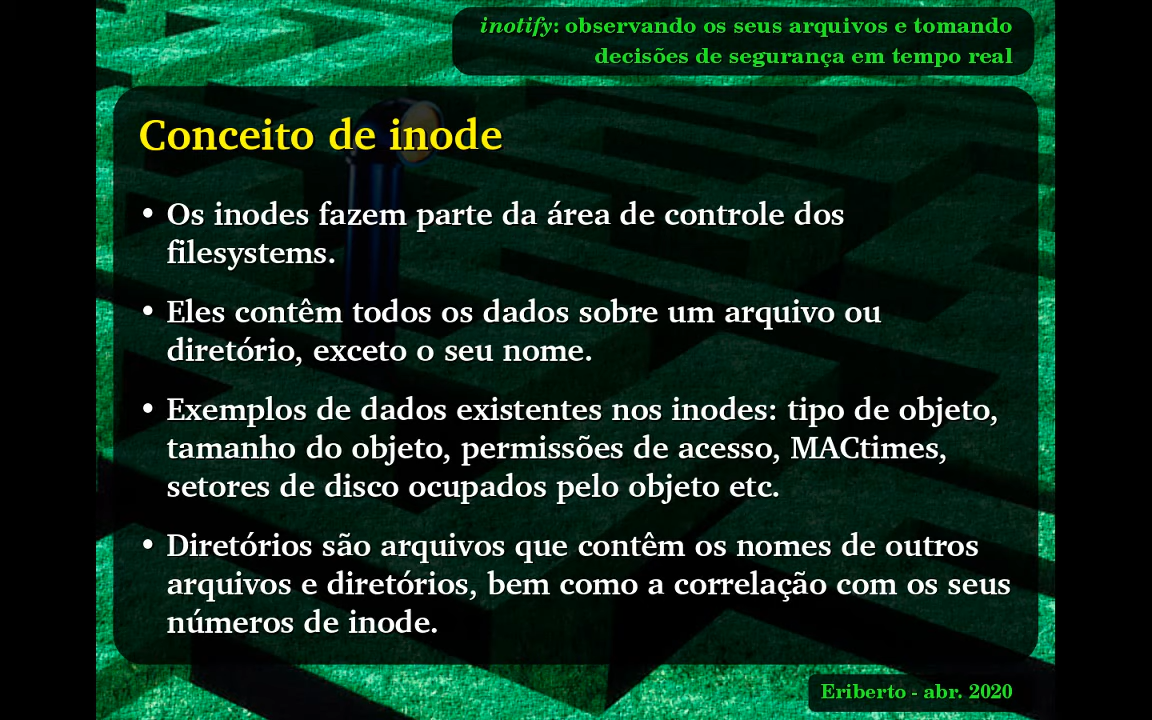 inotify: observando os seus arquivos e tomando
decisões de segurança em tempo real
Conceito de inode
• Os inodes fazem parte da área de controle dos
filesystems.
• Eles contêm todos os dados sobre um arquivo ou
diretório, exceto o seu nome.
• Exemplos de dados existentes nos inodes: tipo de objeto,
tamanho do objeto, permissões de acesso, MACtimes,
setores de disco ocupados pelo objeto etc.
• Diretórios são arquivos que contêm os nomes de outros
arquivos e diretórios, bem como a correlação com os seus
números de inode.
Eriberto - abr. 2020